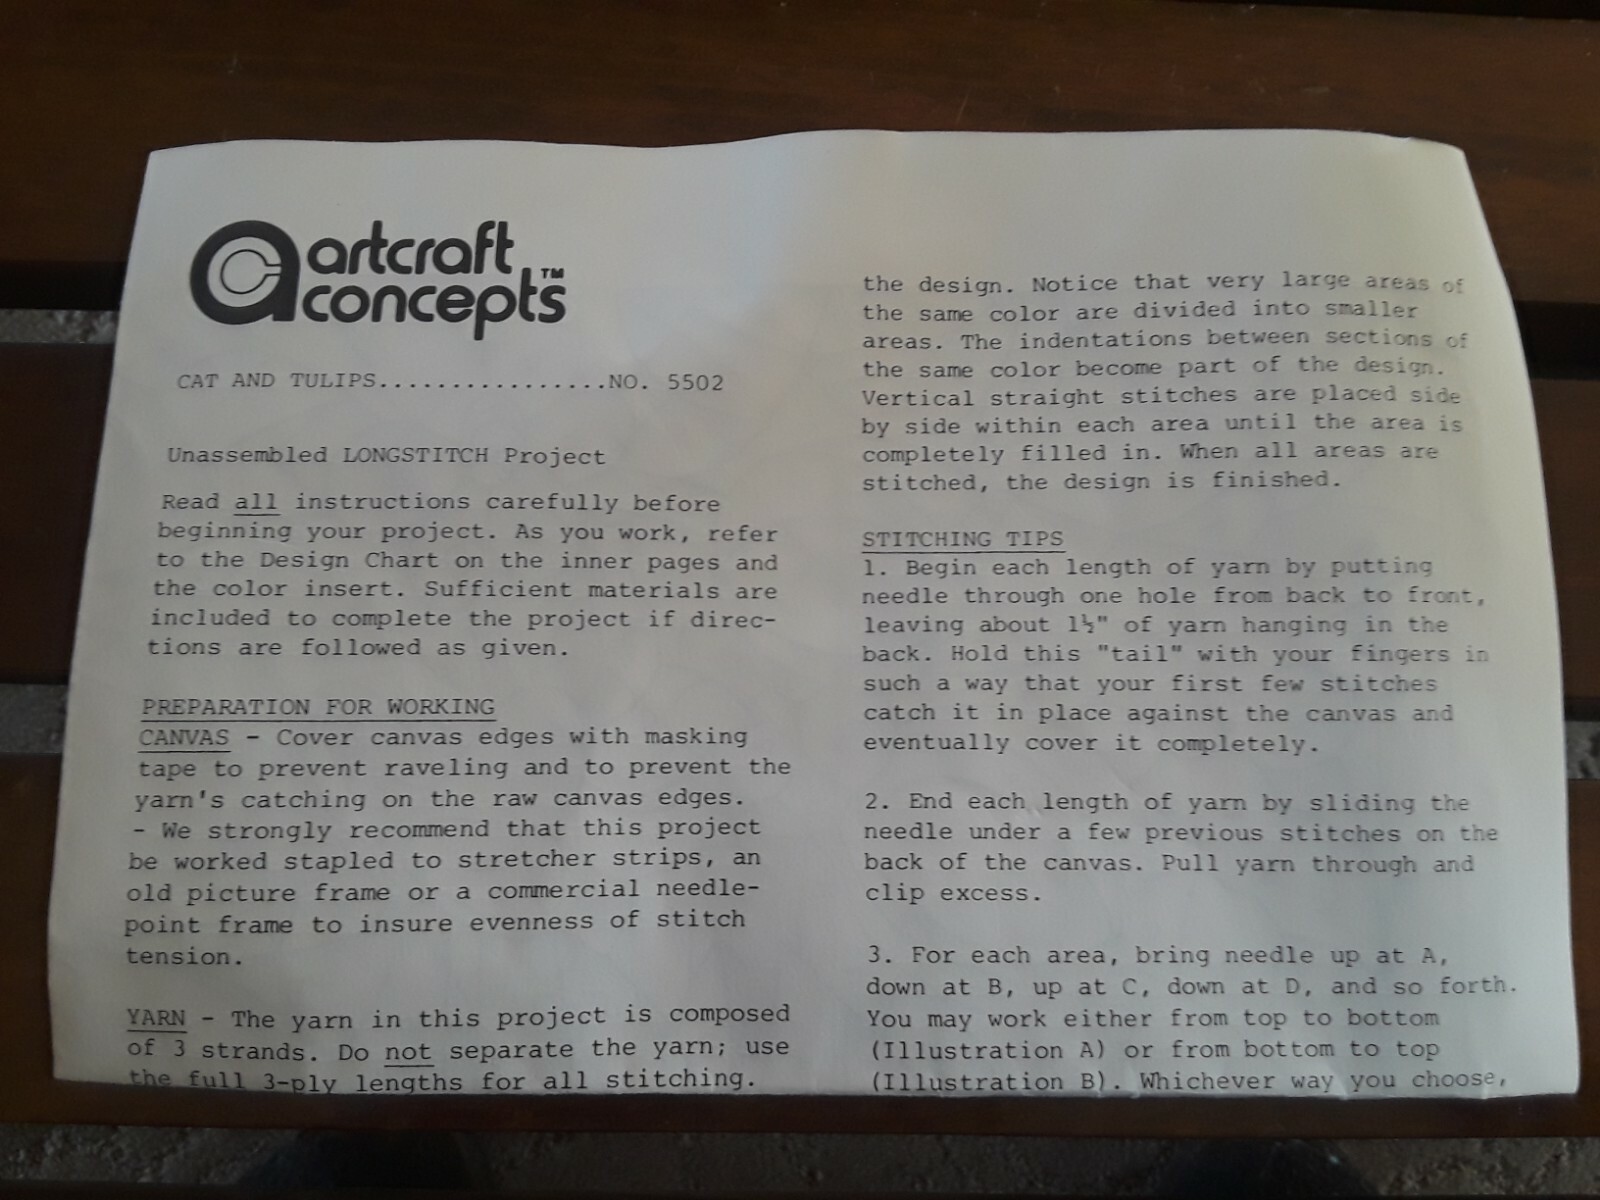 artcraft
concepts™
CAT AND TULIPS................NO. 5502
Unassembled LONGSTITCH Project
Read all instructions carefully before
beginning your project. As you work, refer
to the Design Chart on the inner pages and
the color insert. Sufficient materials are
included to complete the project if direc-
tions are followed as given.
PREPARATION FOR WORKING
CANVAS - Cover canvas edges with masking
tape to prevent raveling and to prevent the
yarn's catching on the raw canvas edges.
- We strongly recommend that this project
be worked stapled to stretcher strips, an
old picture frame or a commercial needle-
point frame to insure evenness of stitch
tension.
YARN - The yarn in this project is composed
of 3 strands. Do not separate the yarn; use
the full 3-ply lengths for all stitching.
the design. Notice that very large areas of
the same color are divided into smaller
areas. The indentations between sections of
the same color become part of the design.
Vertical straight stitches are placed side
by side within each area until the area is
completely filled in. When all areas are
stitched, the design is finished.
STITCHING TIPS
1. Begin each length of yarn by putting
needle through one hole from back to front,
leaving about 1½" of yarn hanging in the
back. Hold this "tail" with your fingers in
such a way that your first few stitches
catch it in place against the canvas and
eventually cover it completely.
2. End each length of yarn by sliding the
needle under a few previous stitches on the
back of the canvas. Pull yarn through and
clip excess.
3. For each area, bring needle up at A,
down at B, up at C, down at D, and so forth.
You may work either from top to bottom
(Illustration A) or from bottom to top
(Illustration B). Whichever way you choose,